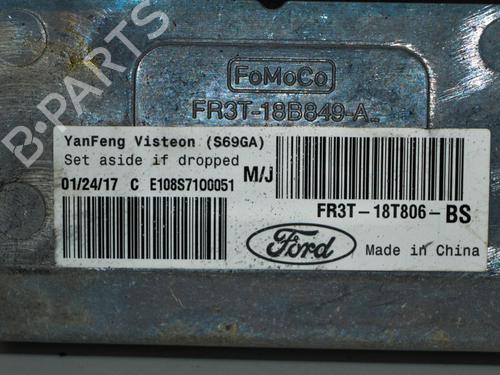 FoMoCo
FR3T-18B849-A
B-PARTS
YanFeng Visteon (S69GA)
Set aside if dropped
01/24/17 C E108S7100051 M/J
FR3T-18T806-BS
Ford
Made in China